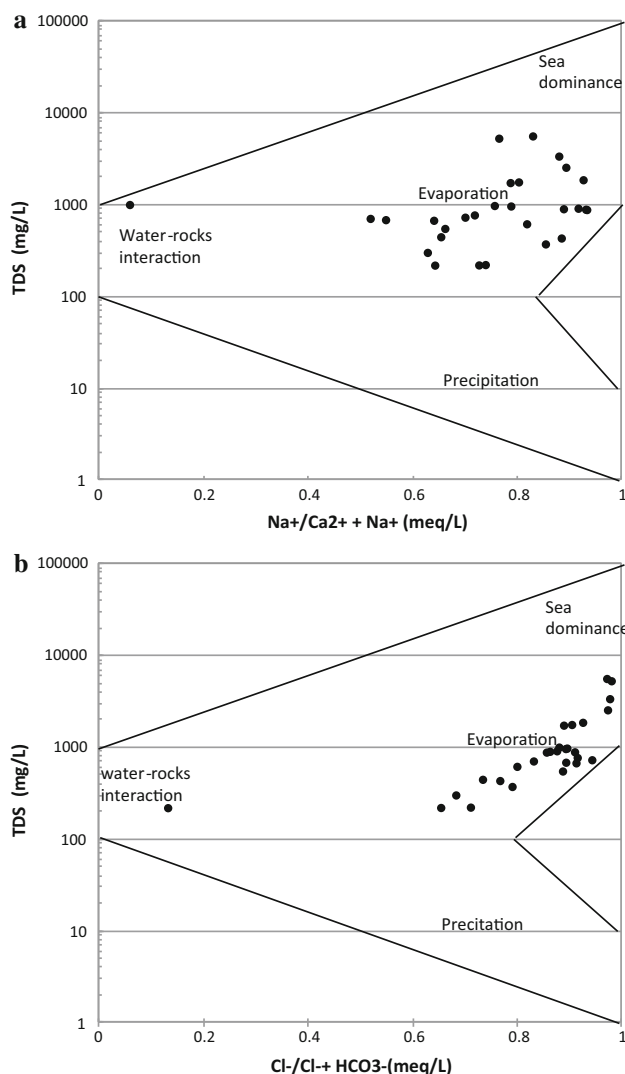 a
100000
10000
1000
100
10
1
TDS (mg/L)
Sea
dominance
Evaporation
Water-rocks
interaction
Precipitation
0
0.2
0.4
0.6
0.8
1
Na+/Ca2+ + Na+ (meq/L)
b
100000
10000
1000
100
10
1
TDS (mg/L)
Sea
dominance
Evaporation
water-rocks
interaction
Precitation
0
0.2
0.4
0.6
0.8
1
Cl-/Cl-+ HCO3-(meq/L)